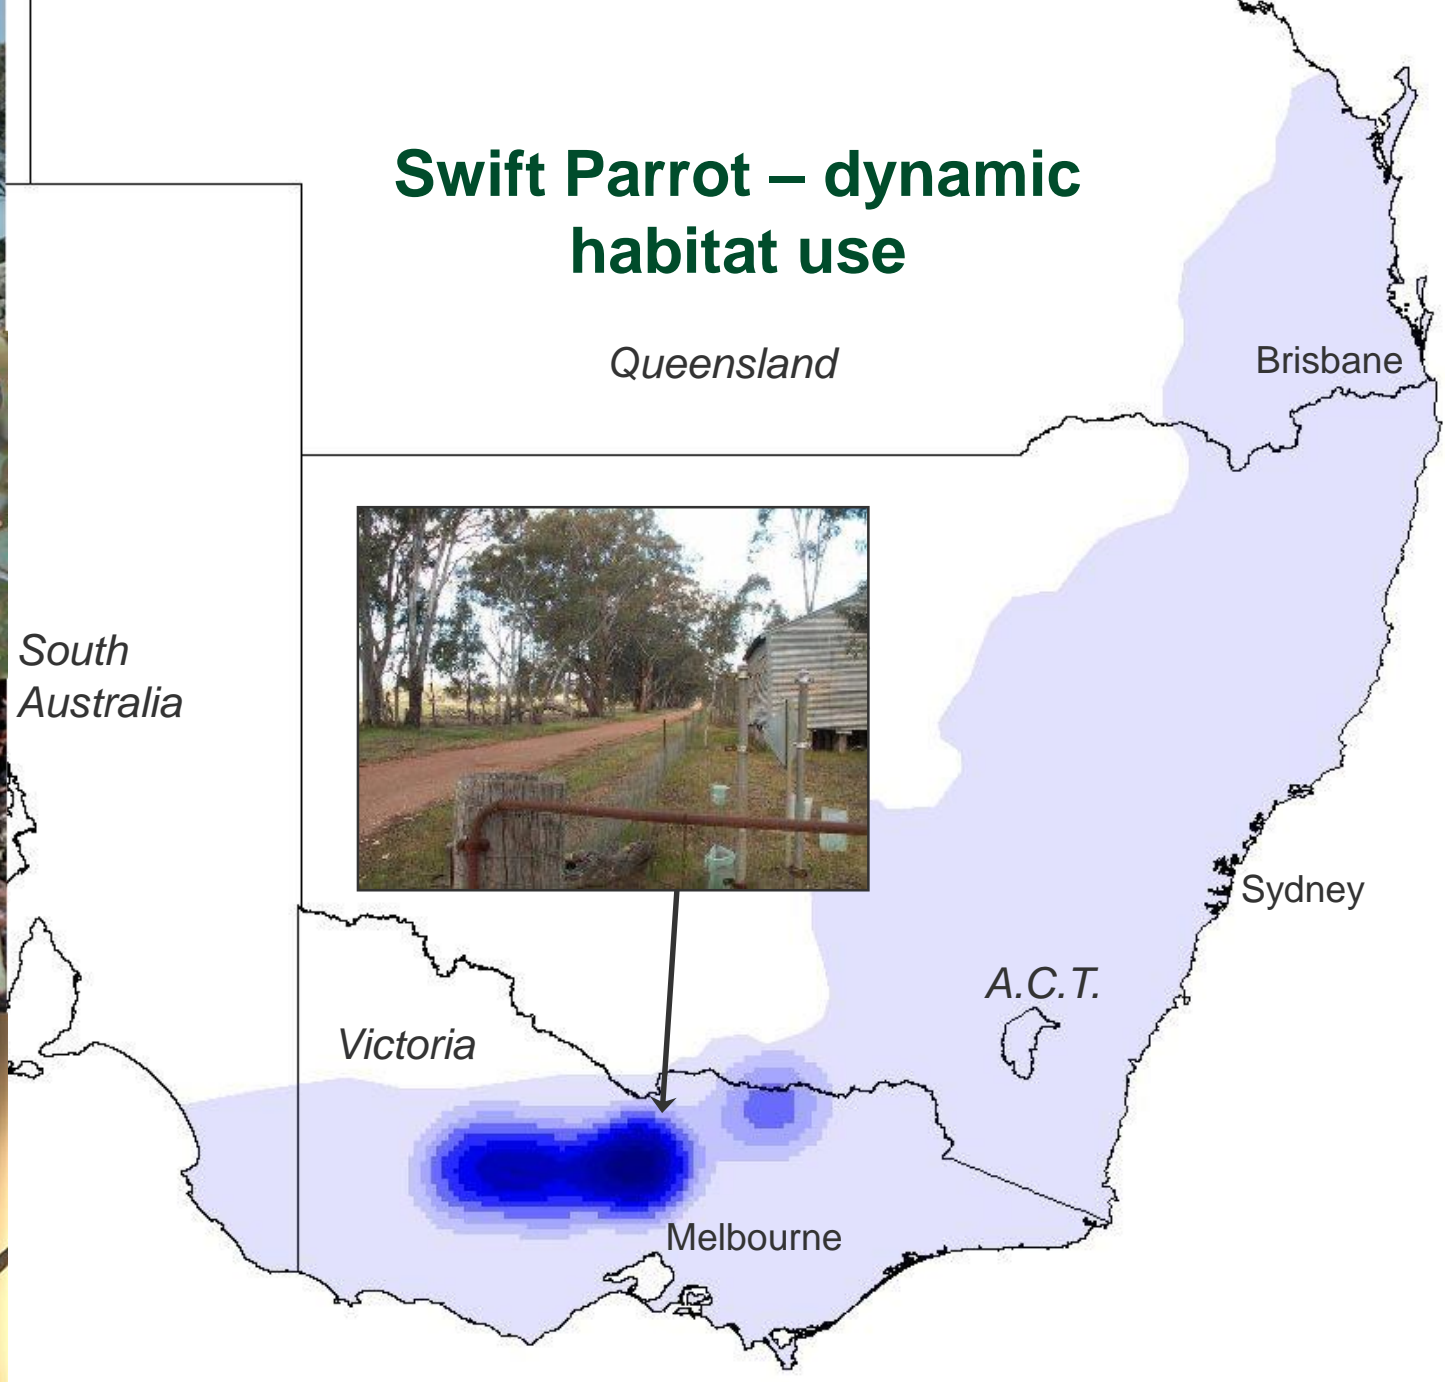 Swift Parrot – dynamic
habitat use
Queensland
Brisbane
South
Australia
Sydney
A.C.T.
Victoria
Melbourne